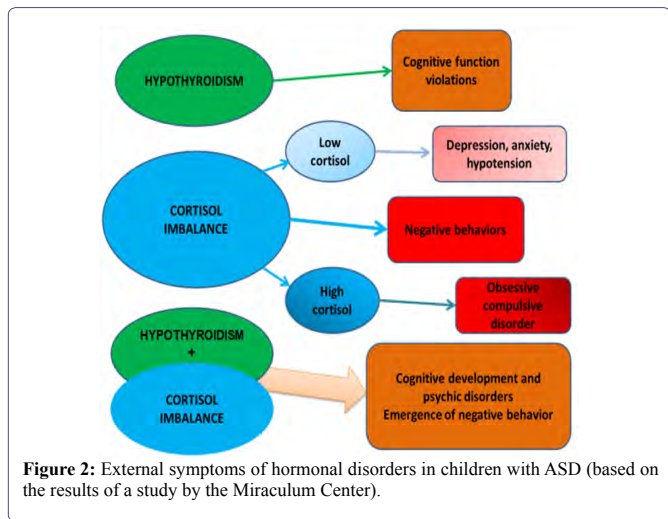 HYPOTHYROIDISM
Cognitive function
violations
Low
cortisol
Depression, anxiety,
hypotension
CORTISOL
IMBALANCE
Negative behaviors
High
cortisol
Obsessive
compulsive
disorder
HYPOTHYROIDISM
+
CORTISOL
IMBALANCE
Cognitive development and
psychic disorders
Emergence of negative behavior
Figure 2: External symptoms of hormonal disorders in children with ASD (based on
the results of a study by the Miraculum Center).